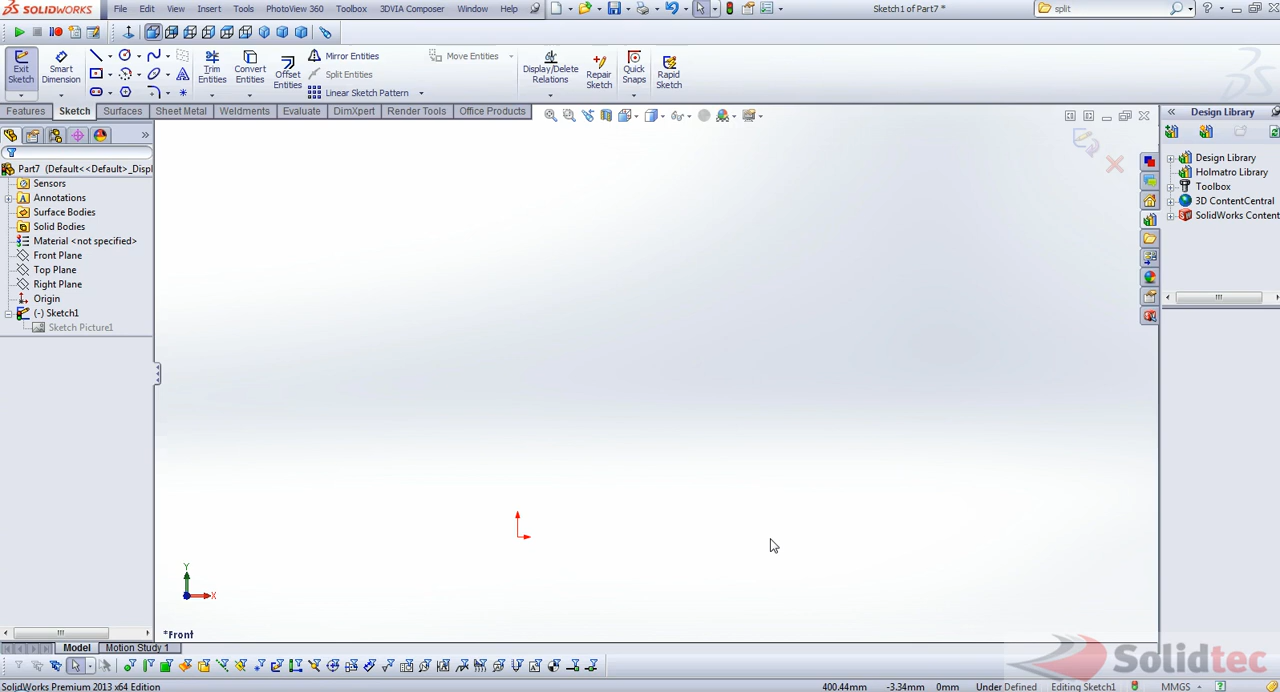 SOLIDWORKS File Edit View Insert Tools PhotoView 360 Toolbox 3DVIA Composer Window Help Sketch1 of Part7 * split
Exit Sketch
Smart Dimension
Trim Entities
Convert Entities
Offset Entities
Mirror Entities
Split Entities
Linear Sketch Pattern
Move Entities
Display/Delete Relations
Repair Sketch
Quick Snaps
Rapid Sketch
Features Sketch Surfaces Sheet Metal Weldments Evaluate DimXpert Render Tools Office Products
Part7 (Default<<Default>_Displ
Sensors
Annotations
Surface Bodies
Solid Bodies
Material <not specified>
Front Plane
Top Plane
Right Plane
Origin
(-) Sketch1
Sketch Picture1
Design Library
Design Library
Holmatro Library
Toolbox
3D ContentCentral
SolidWorks Content
Y
X
*Front
Model Motion Study 1
Solidtec
SolidWorks Premium 2013 x64 Edition 400.44mm -3.34mm 0mm Under Defined Editing Sketch1 MMGS